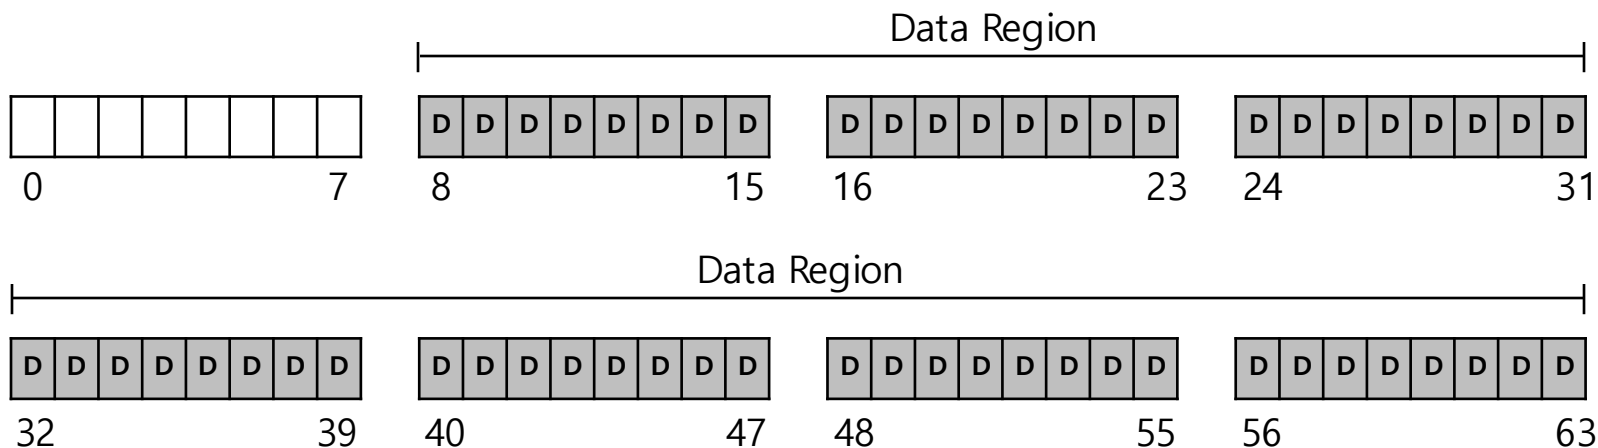 Data Region
D D D D D D D D D D D D D D D D D D D D D D D D
0 7 8 15 16 23 24 31
Data Region
D D D D D D D D D D D D D D D D D D D D D D D D D D D D D D D D
32 39 40 47 48 55 56 63